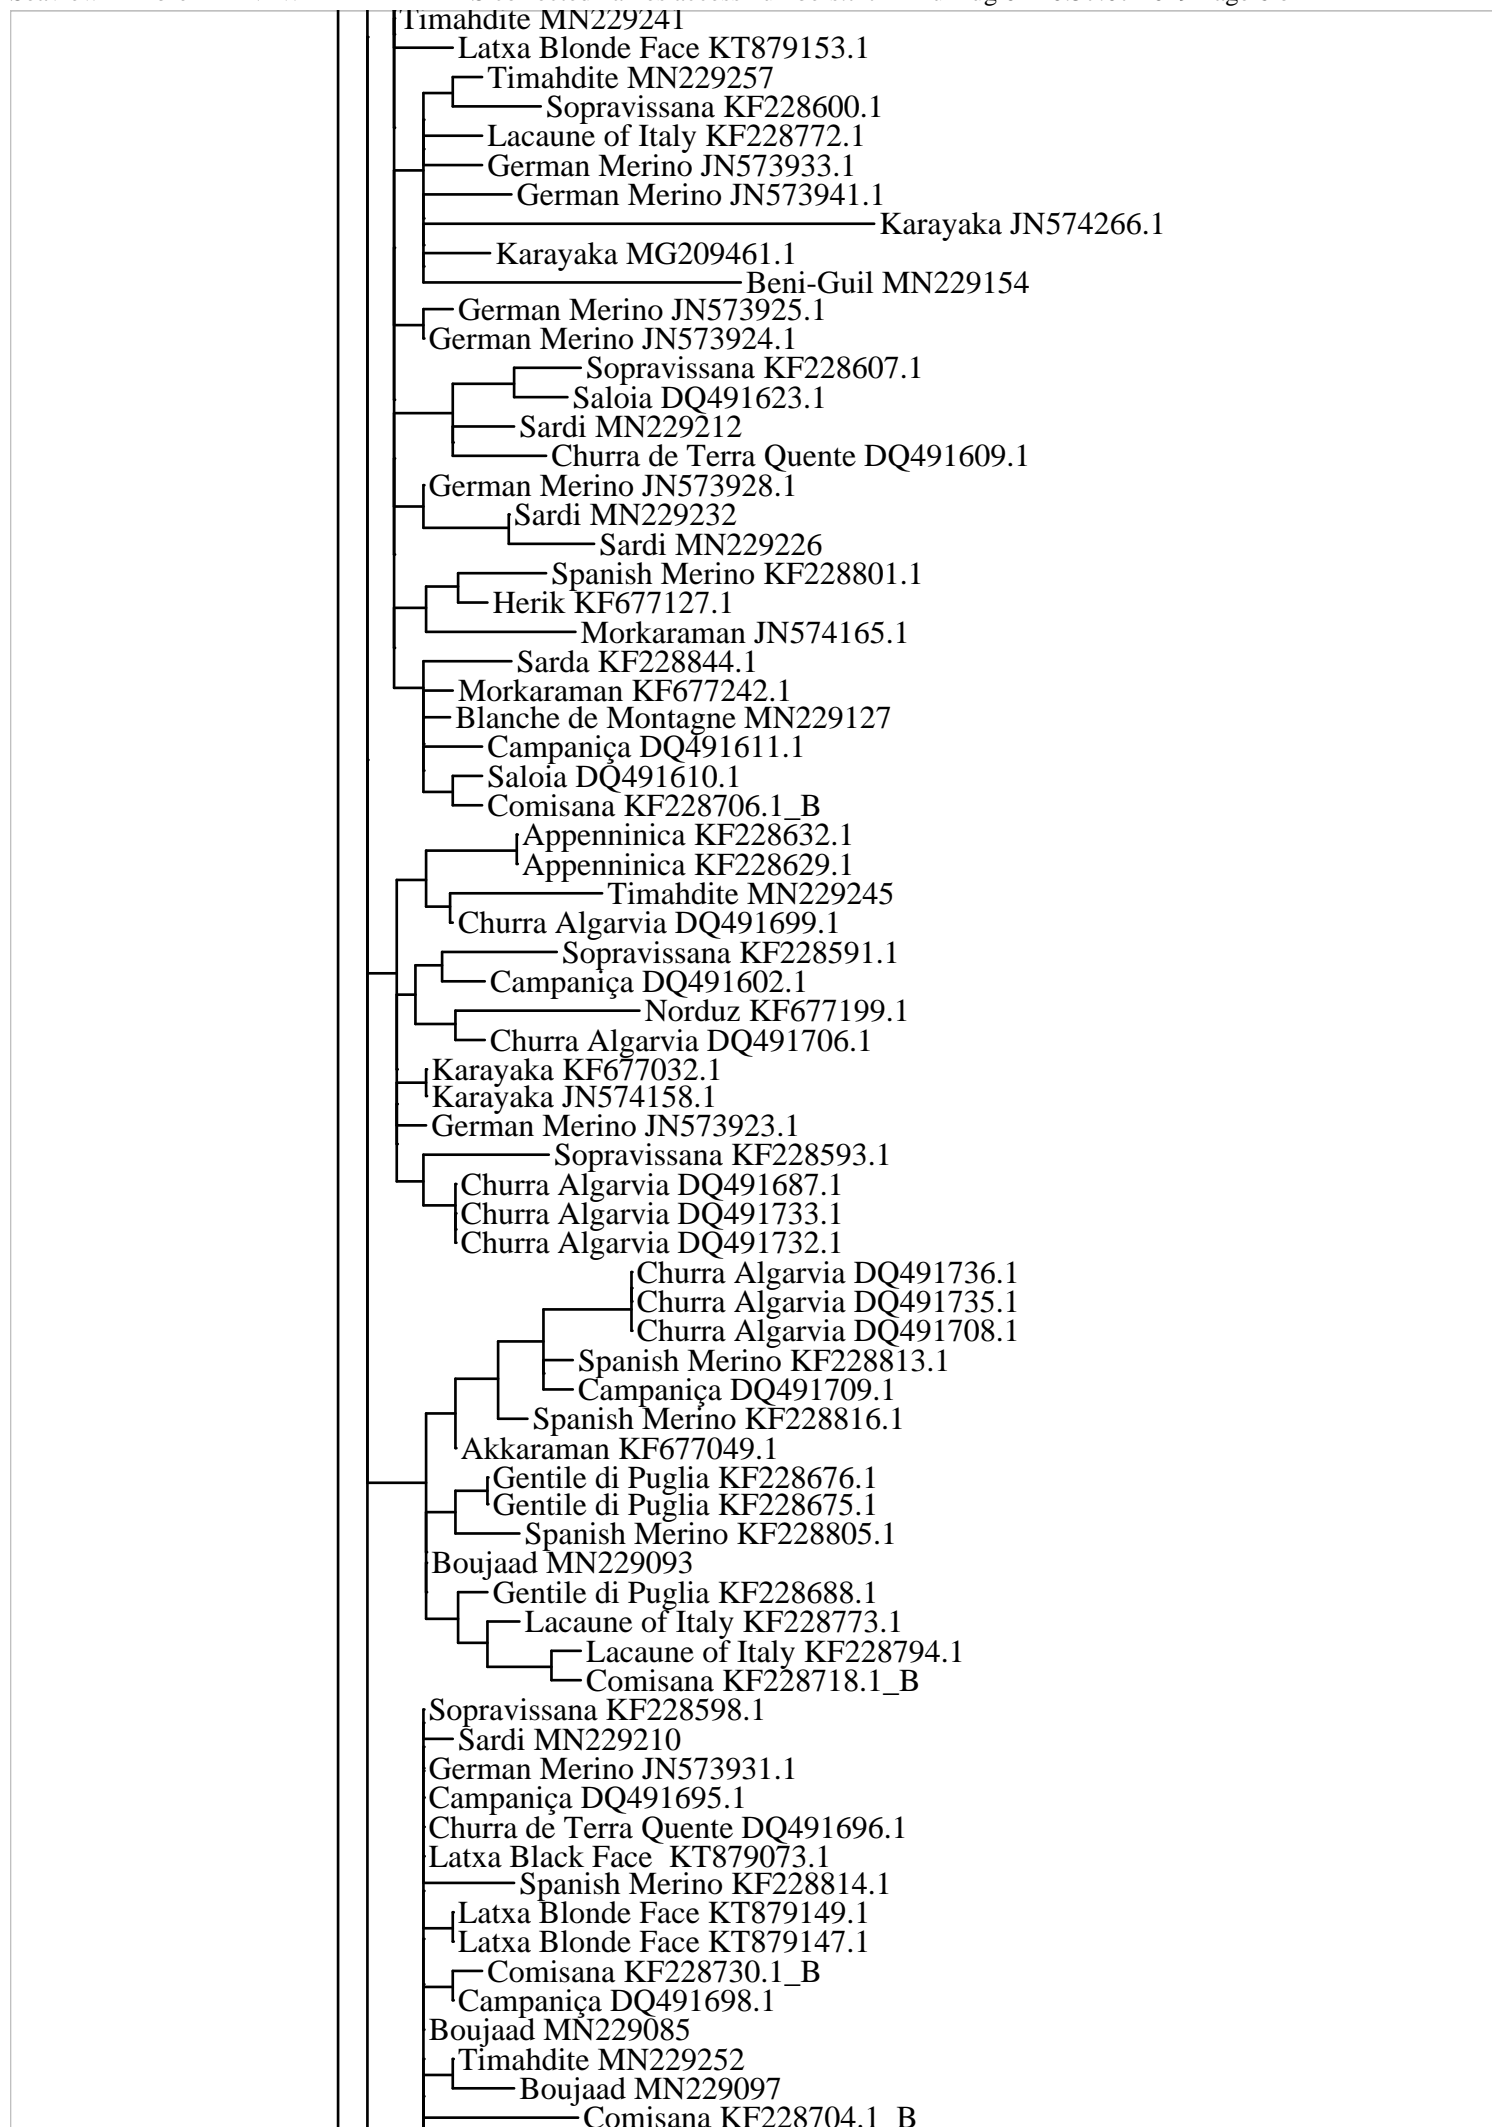 Timahdite MN229241
Latxa Blonde Face KT879153.1
Timahdite MN229257
Sopravissana KF228600.1
Lacaune of Italy KF228772.1
German Merino JN573933.1
German Merino JN573941.1
Karayaka JN574266.1
Karayaka MG209461.1
Beni-Guil MN229154
German Merino JN573925.1
German Merino JN573924.1
Sopravissana KF228607.1
Saloia DQ491623.1
Sardi MN229212
Churra de Terra Quente DQ491609.1
German Merino JN573928.1
Sardi MN229232
Sardi MN229226
Spanish Merino KF228801.1
Herik KF677127.1
Morkaraman JN574165.1
Sarda KF228844.1
Morkaraman KF677242.1
Blanche de Montagne MN229127
Campaniça DQ491611.1
Saloia DQ491610.1
Comisana KF228706.1_B
Appenninica KF228632.1
Appenninica KF228629.1
Timahdite MN229245
Churra Algarvia DQ491699.1
Sopravissana KF228591.1
Campaniça DQ491602.1
Norduz KF677199.1
Churra Algarvia DQ491706.1
Karayaka KF677032.1
Karayaka JN574158.1
German Merino JN573923.1
Sopravissana KF228593.1
Churra Algarvia DQ491687.1
Churra Algarvia DQ491733.1
Churra Algarvia DQ491732.1
Churra Algarvia DQ491736.1
Churra Algarvia DQ491735.1
Churra Algarvia DQ491708.1
Spanish Merino KF228813.1
Campaniça DQ491709.1
Spanish Merino KF228816.1
Akkaraman KF677049.1
Gentile di Puglia KF228676.1
Gentile di Puglia KF228675.1
Spanish Merino KF228805.1
Boujaad MN229093
Gentile di Puglia KF228688.1
Lacaune of Italy KF228773.1
Lacaune of Italy KF228794.1
Comisana KF228718.1_B
Sopravissana KF228598.1
Sardi MN229210
German Merino JN573931.1
Campaniça DQ491695.1
Churra de Terra Quente DQ491696.1
Latxa Black Face KT879073.1
Spanish Merino KF228814.1
Latxa Blonde Face KT879149.1
Latxa Blonde Face KT879147.1
Comisana KF228730.1_B
Campaniça DQ491698.1
Boujaad MN229085
Timahdite MN229252
Boujaad MN229097
Comisana KF228704.1_B